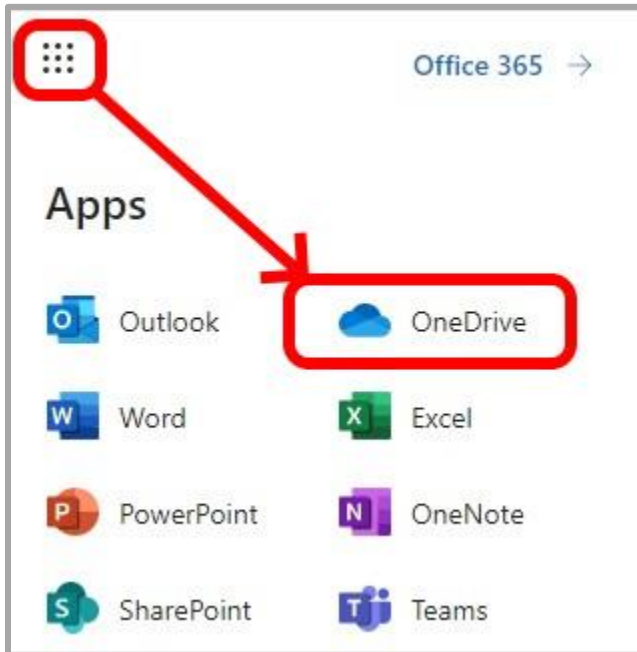 Office 365 →
Apps
Outlook
OneDrive
Word
Excel
PowerPoint
OneNote
SharePoint
Teams